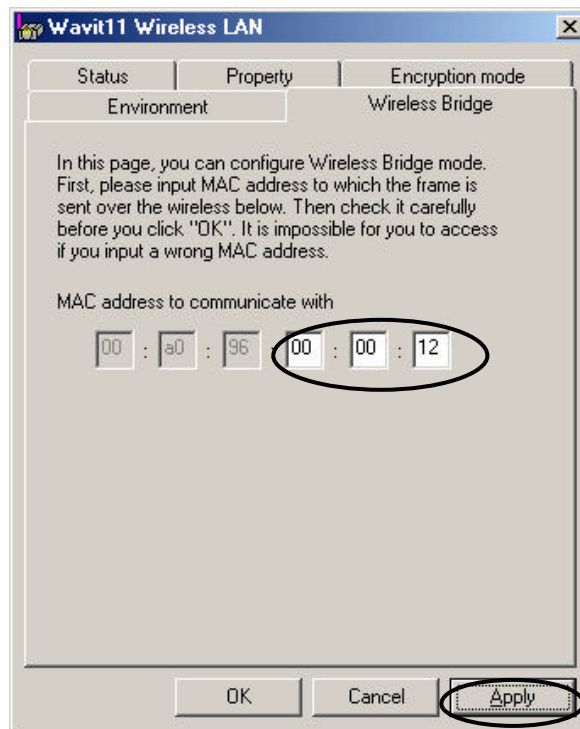 Wavit11 Wireless LAN
Status Property Encryption mode
Environment Wireless Bridge
In this page, you can configure Wireless Bridge mode.
First, please input MAC address to which the frame is
sent over the wireless below. Then check it carefully
before you click "OK". It is impossible for you to access
if you input a wrong MAC address.
MAC address to communicate with
00 : a0 : 96 : 00 : 00 : 12
OK Cancel Apply